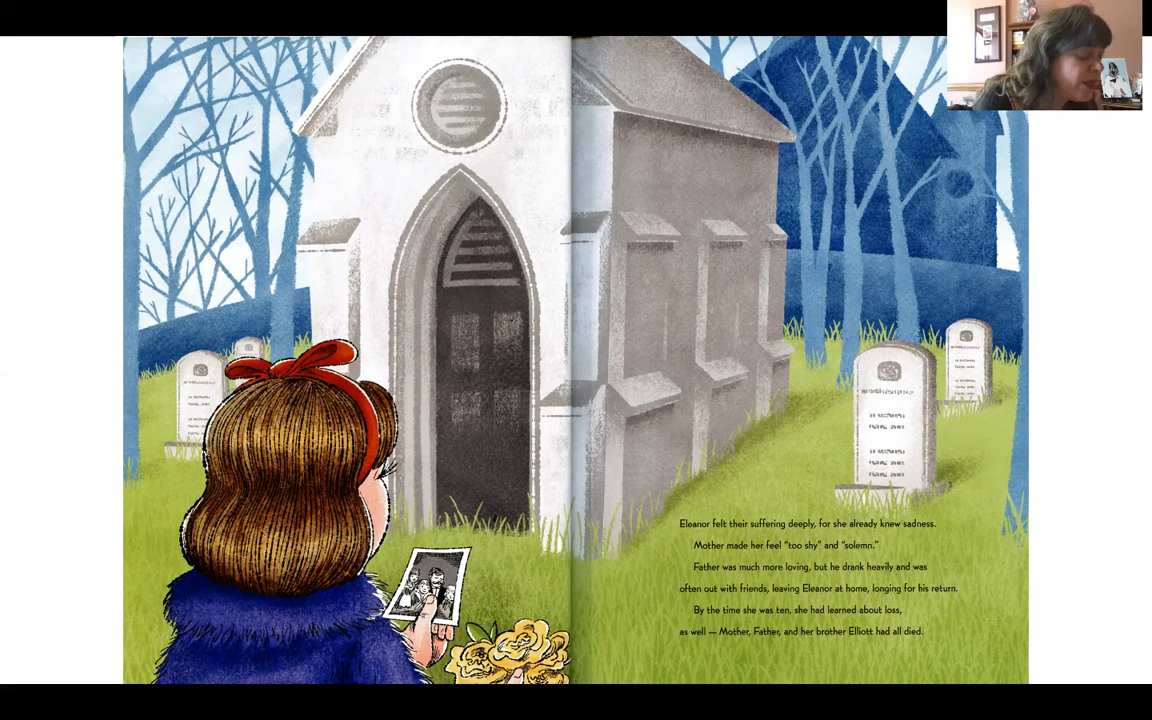 Eleanor felt their suffering deeply, for she already knew sadness.
Mother made her feel “too shy” and “solemn.”
Father was much more loving, but he drank heavily and was
often out with friends, leaving Eleanor at home, longing for his return.
By the time she was ten, she had learned about loss,
as well — Mother, Father, and her brother Elliott had all died.